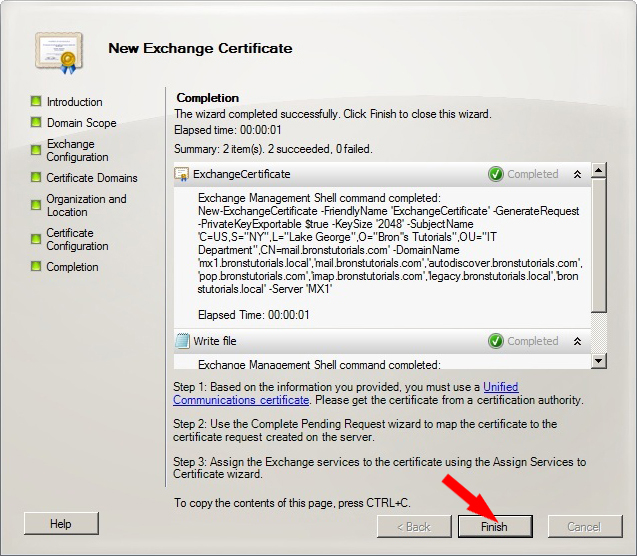 New Exchange Certificate
Introduction
Domain Scope
Exchange
Configuration
Certificate Domains
Organization and
Location
Certificate
Configuration
Completion
Completion
The wizard completed successfully. Click Finish to close this wizard.
Elapsed time: 00:00:01
Summary: 2 item(s). 2 succeeded, 0 failed.
ExchangeCertificate
Completed
Exchange Management Shell command completed:
New-ExchangeCertificate -FriendlyName 'ExchangeCertificate' -GenerateRequest
-PrivateKeyExportable $true -KeySize '2048' -SubjectName
'C=US,S="NY",L="Lake George",O="Bron''s Tutorials",OU="IT
Department",CN=mail.bronstutorials.com' -DomainName
'mx1.bronstutorials.local','mail.bronstutorials.com','autodiscover.bronstutorials.com',
'pop.bronstutorials.com','imap.bronstutorials.com','legacy.bronstutorials.local','bron
stutorials.local' -Server 'MX1'
Elapsed Time: 00:00:01
Write file
Completed
Exchange Management Shell command completed:
Step 1: Based on the information you provided, you must use a Unified
Communications certificate. Please get the certificate from a certification authority.
Step 2: Use the Complete Pending Request wizard to map the certificate to the
certificate request created on the server.
Step 3: Assign the Exchange services to the certificate using the Assign Services to
Certificate wizard.
To copy the contents of this page, press CTRL+C.
Help
< Back
Finish
Cancel